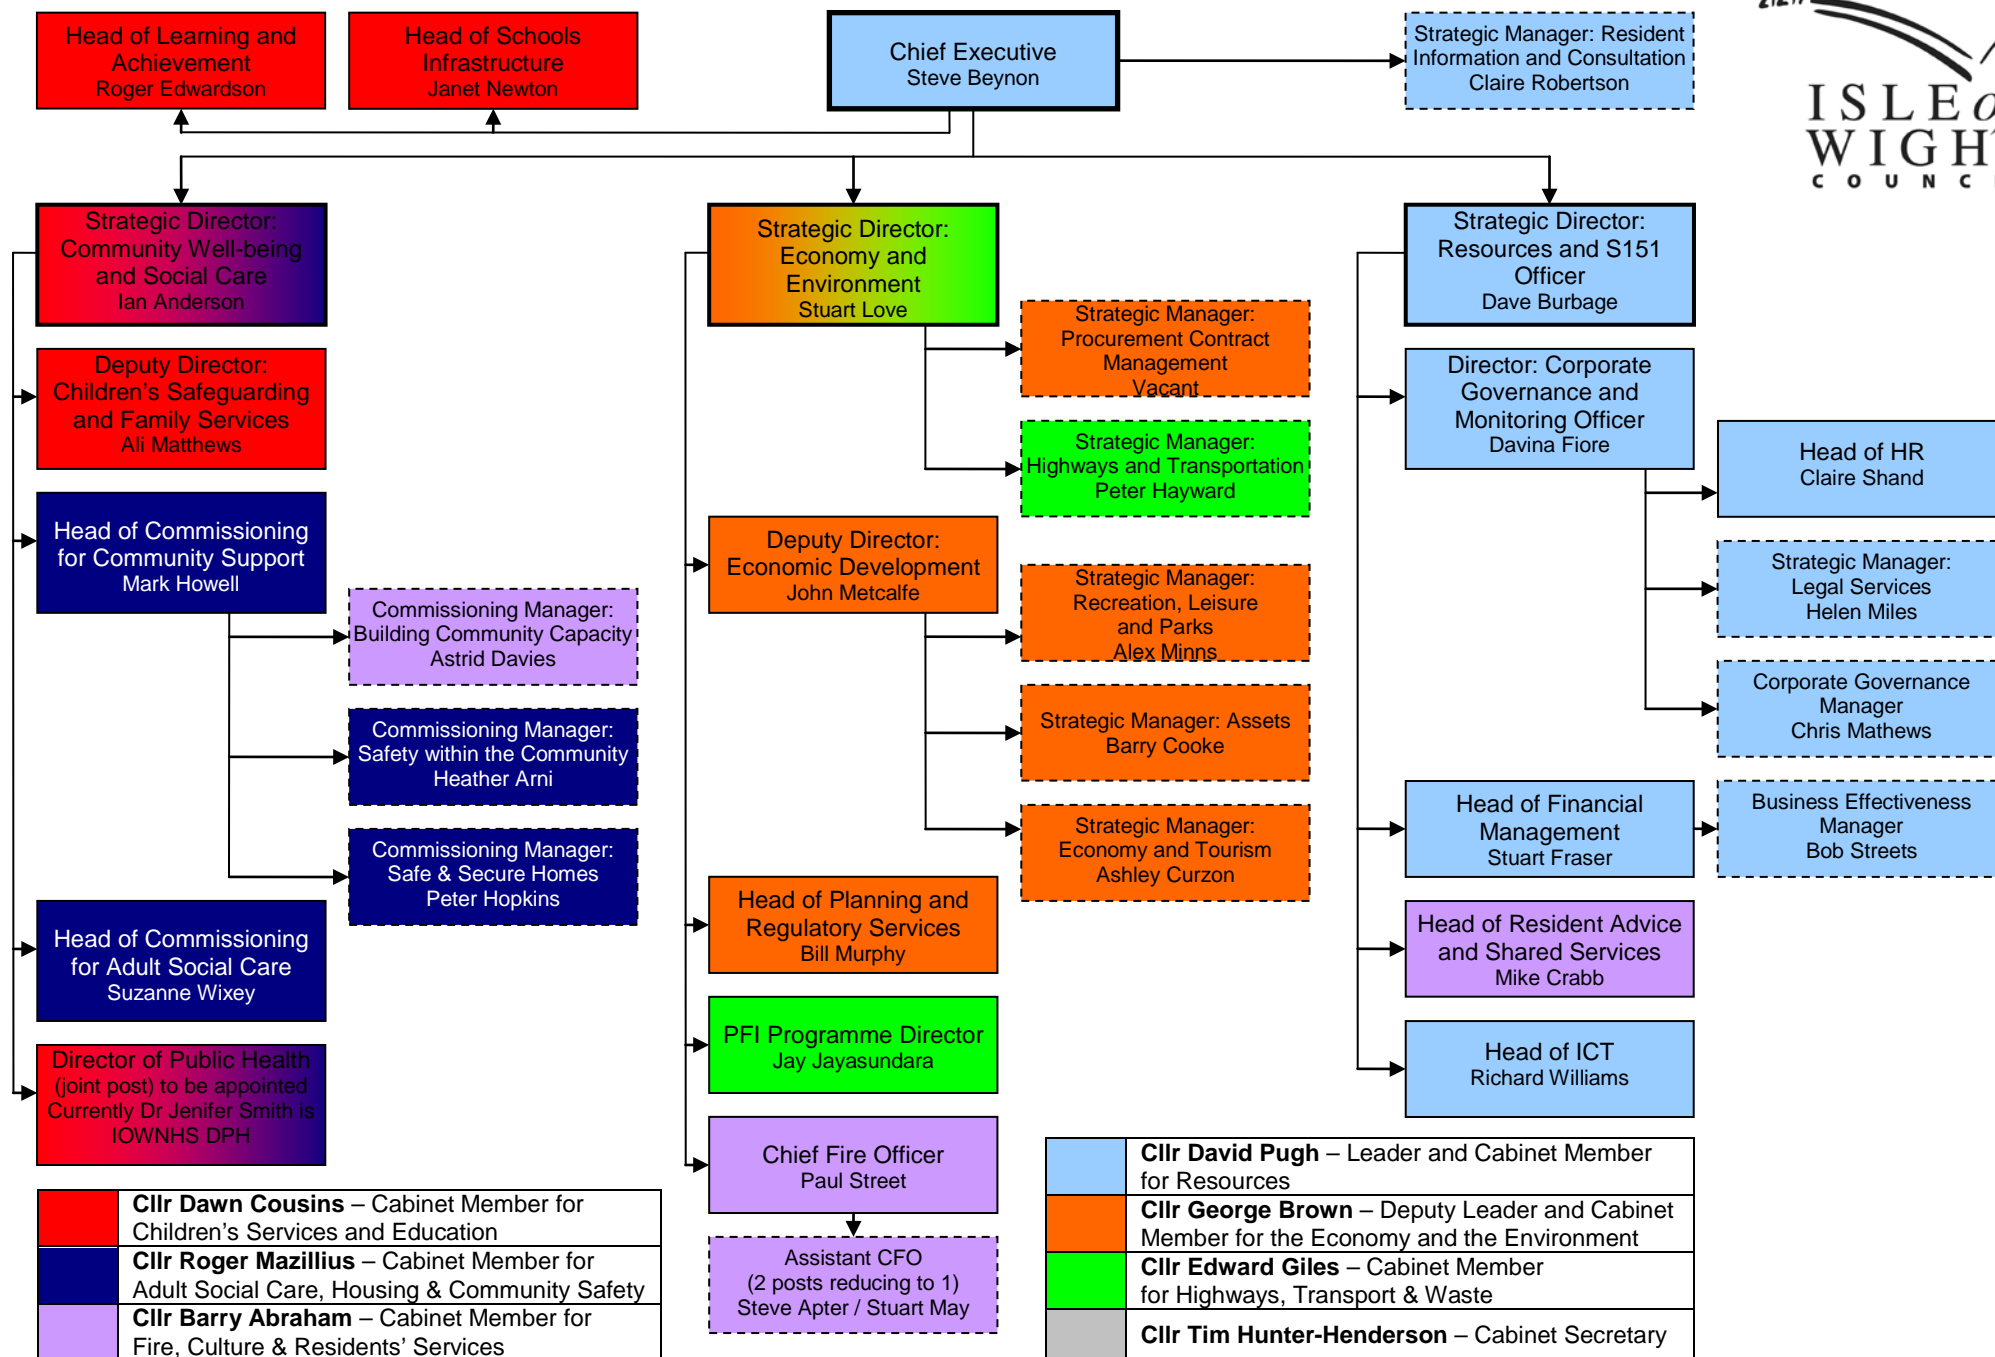 Head of Learning and
Achievement
Roger Edwardson
Head of Schools
Infrastructure
Janet Newton
Chief Executive
Steve Beynon
Strategic Manager: Resident
Information and Consultation
Claire Robertson
ISLE
WIGH
COUNC
Strategic Director:
Community Well-being
and Social Care
Ian Anderson
Deputy Director:
Children's Safeguarding
and Family Services
Ali Matthews
Head of Commissioning
for Community Support
Mark Howell
Commissioning Manager:
Building Community Capacity
Astrid Davies
Commissioning Manager:
Safety within the Community
Heather Arni
Commissioning Manager:
Safe & Secure Homes
Peter Hopkins
Head of Commissioning
for Adult Social Care
Suzanne Wixey
Director of Public Health
(joint post) to be appointed
Currently Dr Jenifer Smith is
IOWNHS DPH
Strategic Director:
Economy and
Environment
Stuart Love
Strategic Manager:
Procurement Contract
Management
Vacant
Strategic Manager:
Highways and Transportation
Peter Hayward
Deputy Director:
Economic Development
John Metcalfe
Strategic Manager:
Recreation, Leisure
and Parks
Alex Minns
Strategic Manager: Assets
Barry Cooke
Strategic Manager:
Economy and Tourism
Ashley Curzon
Head of Planning and
Regulatory Services
Bill Murphy
PFI Programme Director
Jay Jayasundara
Chief Fire Officer
Paul Street
Assistant CFO
(2 posts reducing to 1)
Steve Apter / Stuart May
Strategic Director:
Resources and S151
Officer
Dave Burbage
Director: Corporate
Governance and
Monitoring Officer
Davina Fiore
Head of HR
Claire Shand
Strategic Manager:
Legal Services
Helen Miles
Corporate Governance
Manager
Chris Mathews
Head of Financial
Management
Stuart Fraser
Business Effectiveness
Manager
Bob Streets
Head of Resident Advice
and Shared Services
Mike Crabb
Head of ICT
Richard Williams
Cllr Dawn Cousins – Cabinet Member for
Children's Services and Education
Cllr Roger Mazillius – Cabinet Member for
Adult Social Care, Housing & Community Safety
Cllr Barry Abraham – Cabinet Member for
Fire, Culture & Residents' Services
Cllr David Pugh – Leader and Cabinet Member
for Resources
Cllr George Brown – Deputy Leader and Cabinet
Member for the Economy and the Environment
Cllr Edward Giles – Cabinet Member
for Highways, Transport & Waste
Cllr Tim Hunter-Henderson – Cabinet Secretary